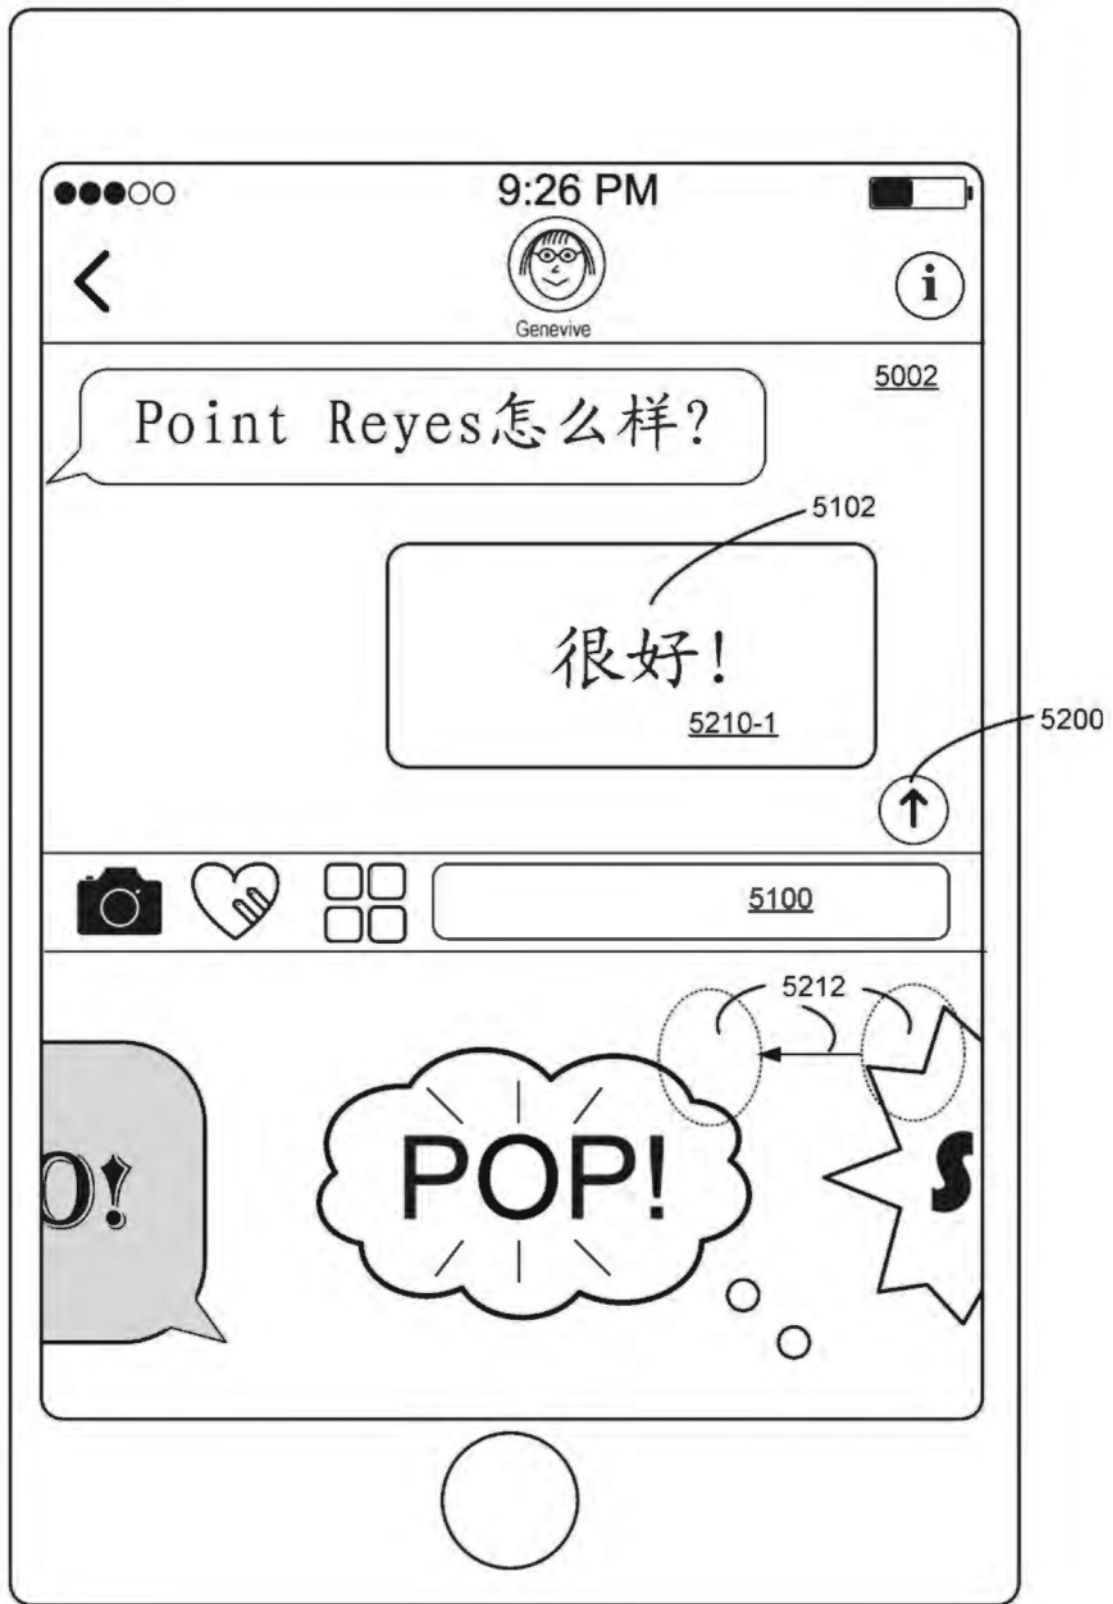 9:26 PM
i
Genevive
5002
Point Reyes怎么样?
5102
很好!
5210-1
5200
5100
5212
O!
POP!
S